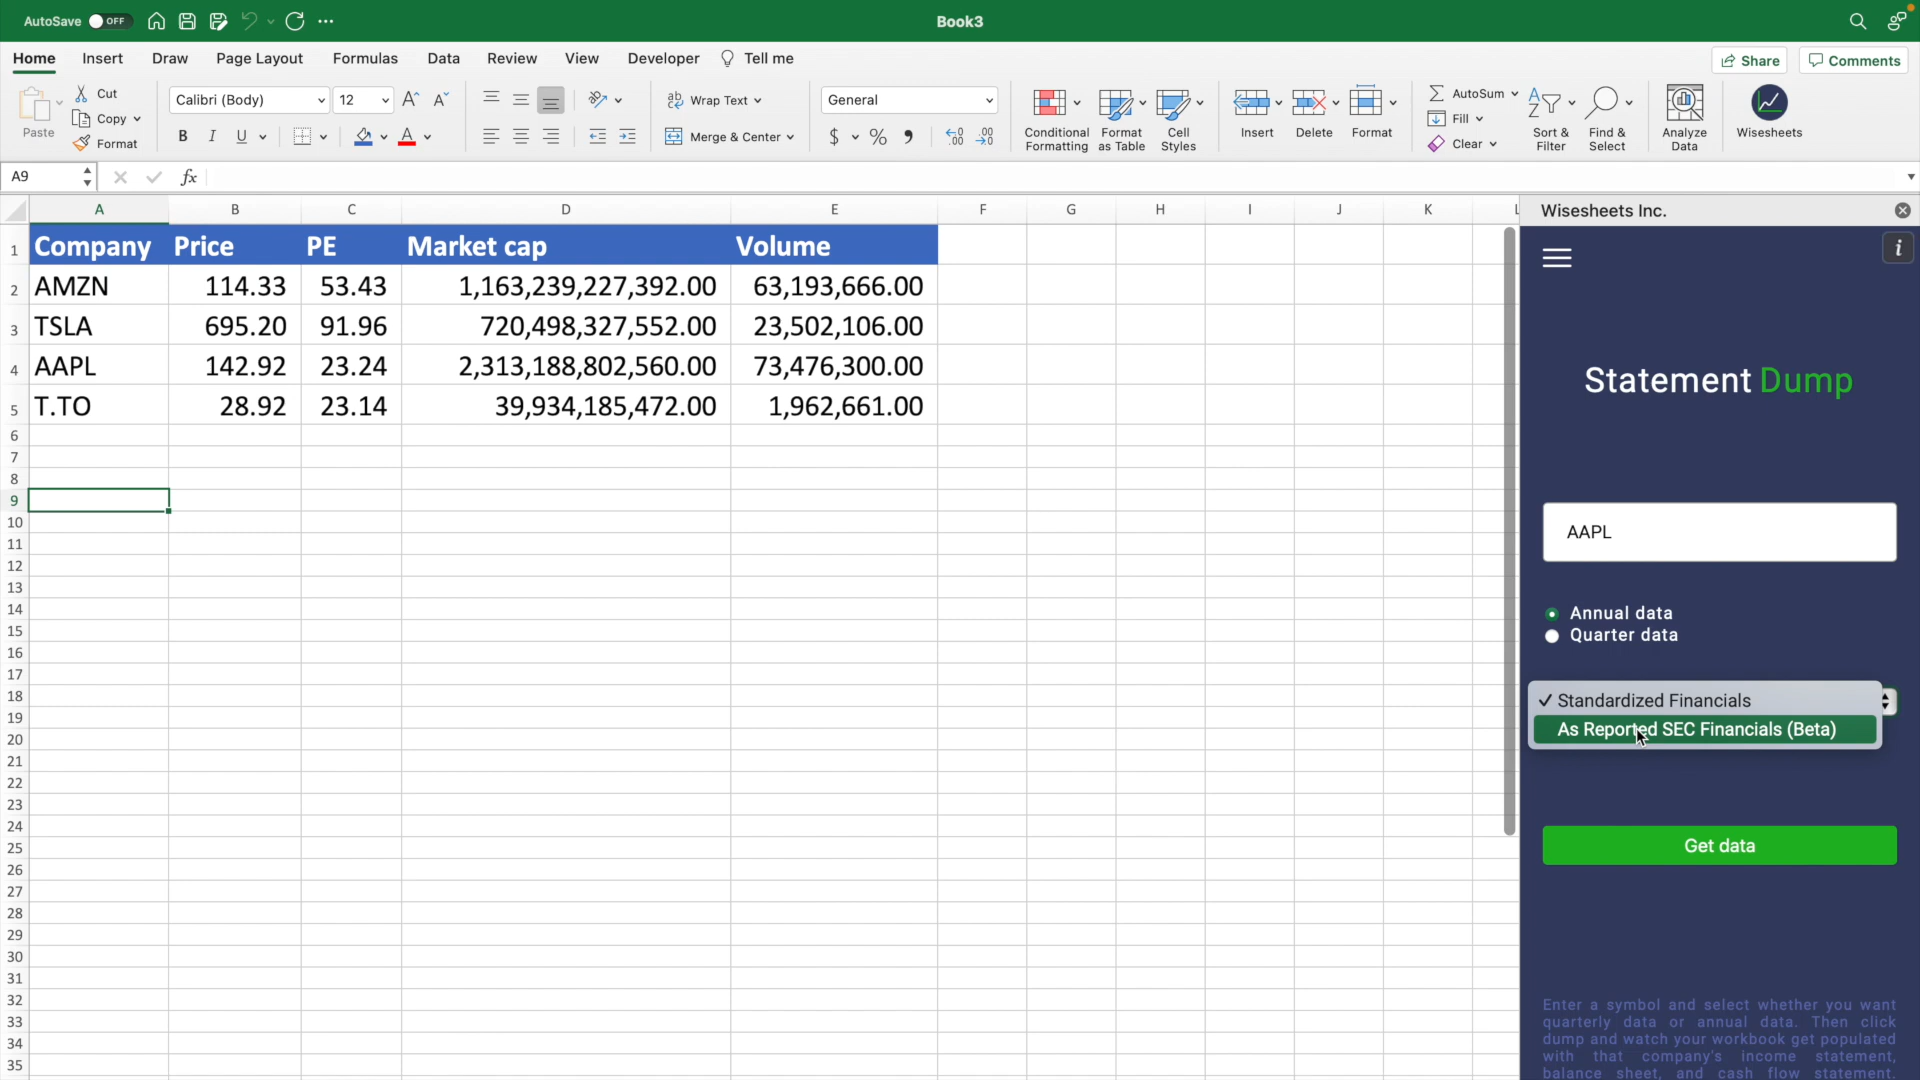 AutoSave OFF Book3
Home Insert Draw Page Layout Formulas Data Review View Developer Tell me Share Comments
Paste Cut Copy Format
Calibri (Body) 12 A A
B I U A
Wrap Text
Merge & Center
General
$ %
Conditional Formatting Format as Table Cell Styles
Insert Delete Format
AutoSum
Fill
Clear
Sort & Filter Find & Select Analyze Data Wisesheets
A9 fx
A B C D E F G H I J K L
1 Company Price PE Market cap Volume
2 AMZN 114.33 53.43 1,163,239,227,392.00 63,193,666.00
3 TSLA 695.20 91.96 720,498,327,552.00 23,502,106.00
4 AAPL 142.92 23.24 2,313,188,802,560.00 73,476,300.00
5 T.TO 28.92 23.14 39,934,185,472.00 1,962,661.00
6
7
8
9
10
11
12
13
14
15
16
17
18
19
20
21
22
23
24
25
26
27
28
29
30
31
32
33
34
35
Wisesheets Inc.
i
Statement Dump
AAPL
Annual data
Quarter data
✓ Standardized Financials
As Reported SEC Financials (Beta)
Get data
Enter a symbol and select whether you want
quarterly data or annual data. Then click
dump and watch your workbook get populated
with that company's income statement,
balance sheet, and cash flow statement.